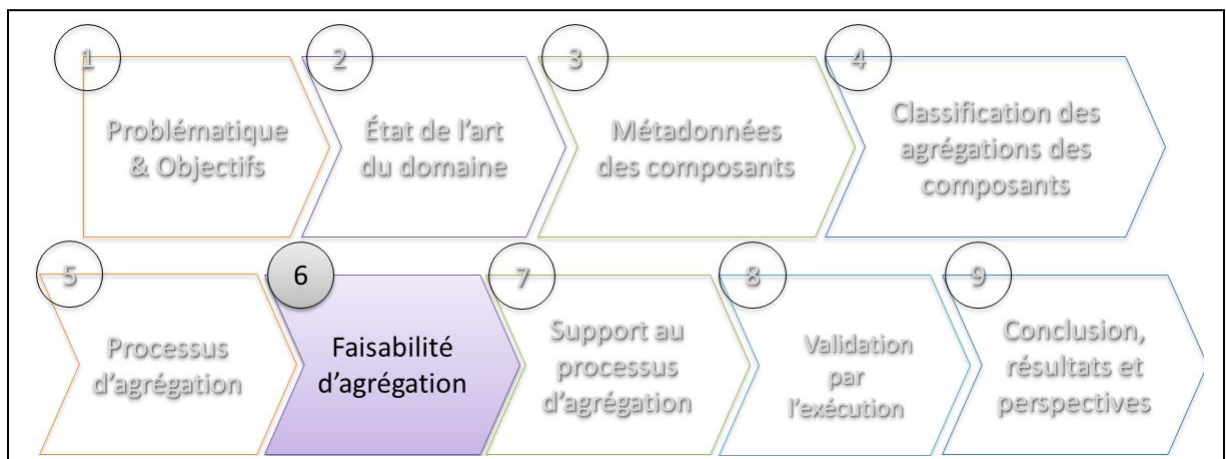 1
Problématique
& Objectifs
2
État de l'art
du domaine
3
Métadonnées
des composants
4
Classification des
agrégations des
composants
5
Processus
d'agrégation
6
Faisabilité
d'agrégation
7
Support au
processus
d'agrégation
8
Validation
par
l'exécution
9
Conclusion,
résultats et
perspectives